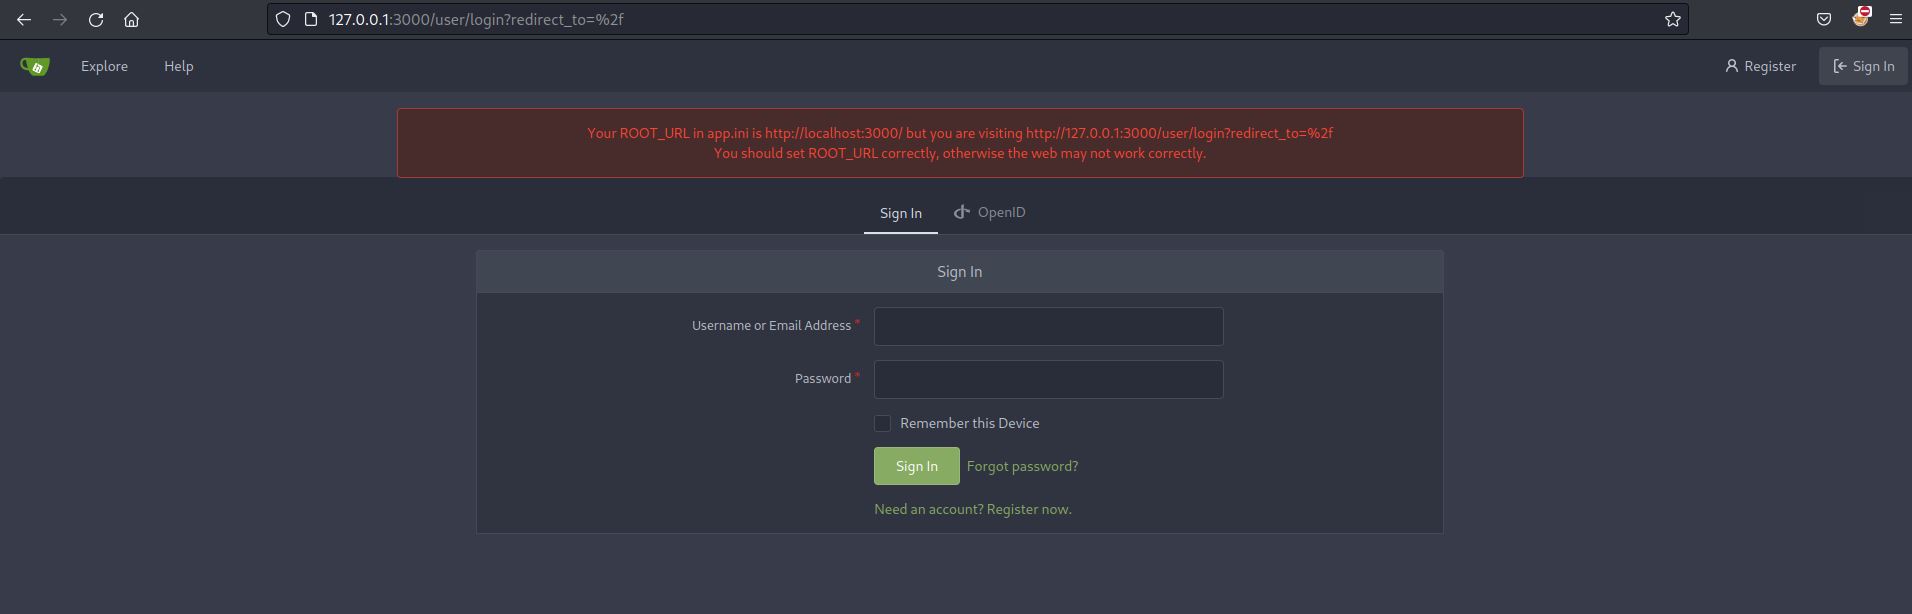 127.0.0.1:3000/user/login?redirect_to=%2f
Explore Help Register Sign In
Your ROOT_URL in app.ini is http://localhost:3000/ but you are visiting http://127.0.0.1:3000/user/login?redirect_to=%2f
You should set ROOT_URL correctly, otherwise the web may not work correctly.
Sign In OpenID
Sign In
Username or Email Address *
Password *
Remember this Device
Sign In Forgot password?
Need an account? Register now.